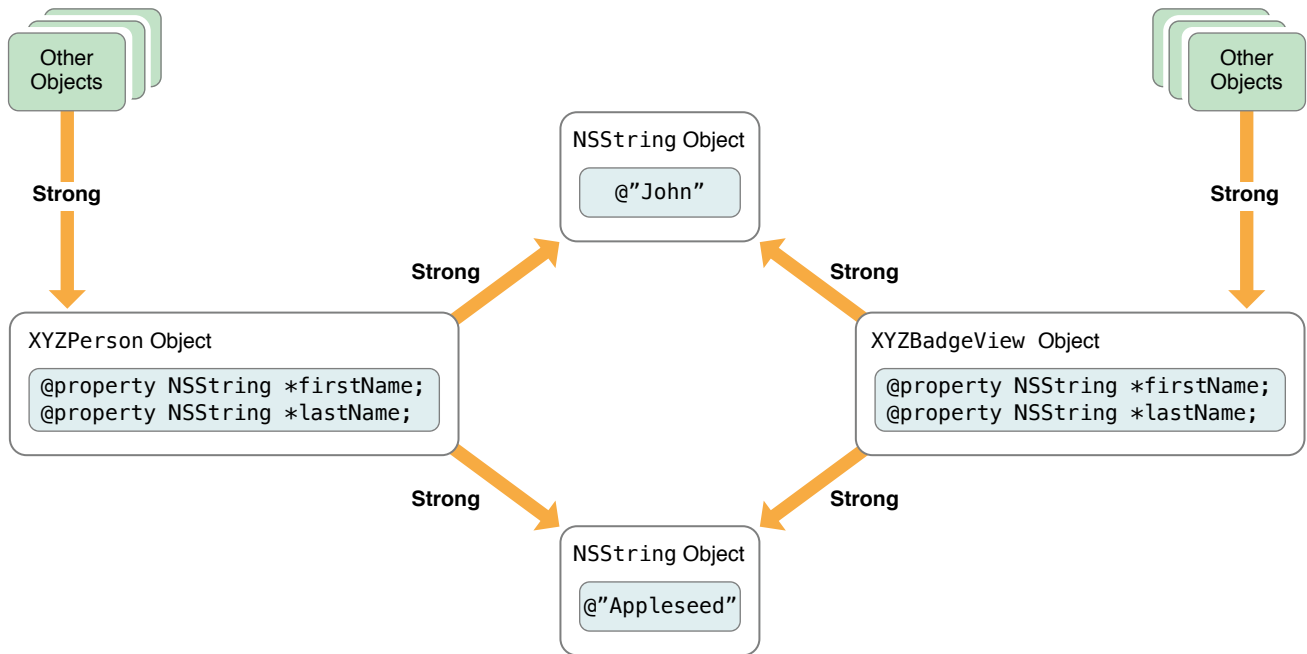 Other
Objects
Other
Objects
NSString Object
@”John”
Strong
Strong
Strong
Strong
XYZPerson Object
@property NSString *firstName;
@property NSString *lastName;
XYZBadgeView Object
@property NSString *firstName;
@property NSString *lastName;
Strong
Strong
NSString Object
@”Appleseed”